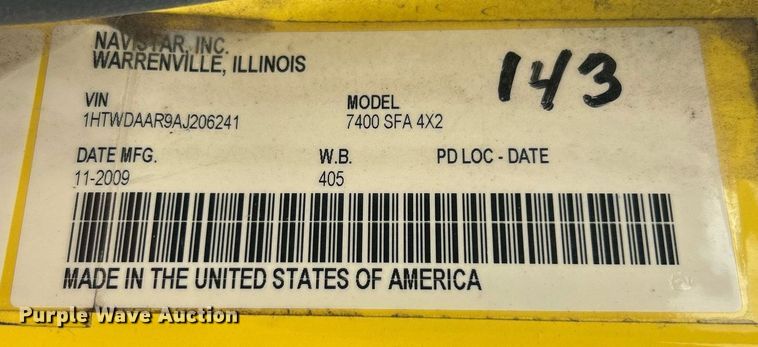 NAVISTAR, INC.
WARRENVILLE, ILLINOIS
143
VIN MODEL
1HTWDAAR9AJ206241 7400 SFA 4X2
DATE MFG. W.B. PD LOC - DATE
11-2009 405
MADE IN THE UNITED STATES OF AMERICA
Purple Wave Auction